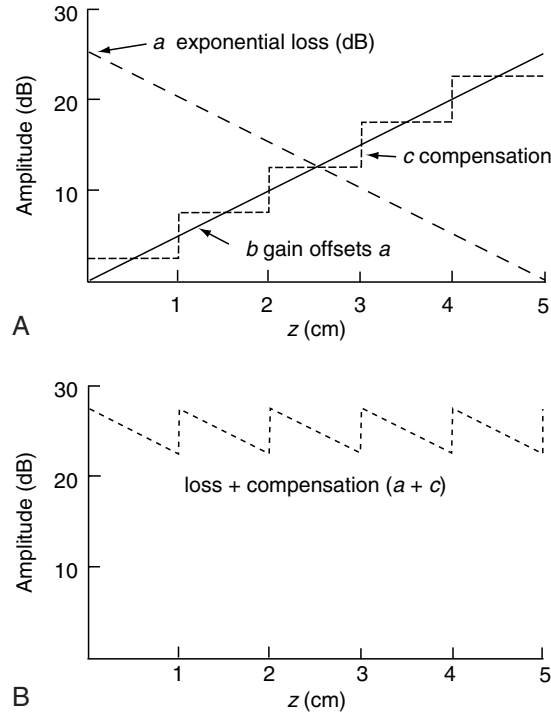 30
a exponential loss (dB)
20
Amplitude (dB)
c compensation
10
b gain offsets a
1 2 3 4 5
z (cm)
A
30
20
loss + compensation (a + c)
Amplitude (dB)
10
1 2 3 4 5
z (cm)
B